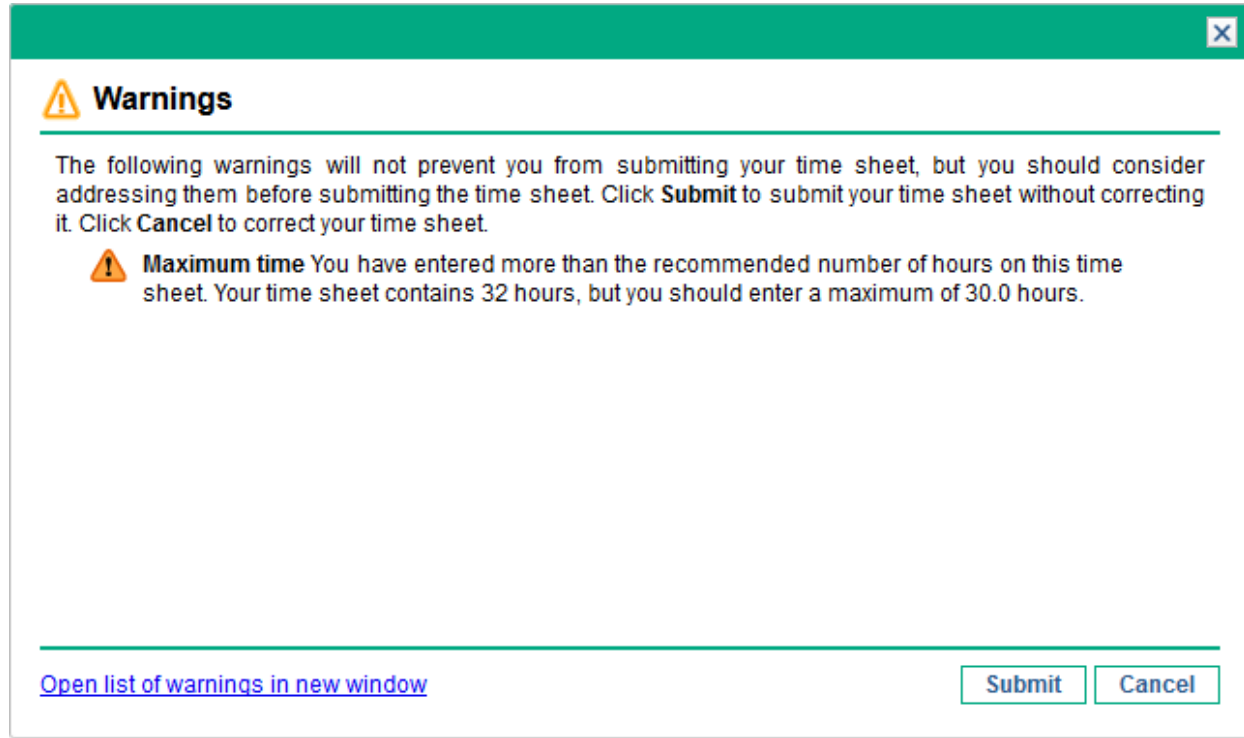 Warnings
The following warnings will not prevent you from submitting your time sheet, but you should consider
addressing them before submitting the time sheet. Click Submit to submit your time sheet without correcting
it. Click Cancel to correct your time sheet.
Maximum time You have entered more than the recommended number of hours on this time
sheet. Your time sheet contains 32 hours, but you should enter a maximum of 30.0 hours.
Open list of warnings in new window
Submit
Cancel